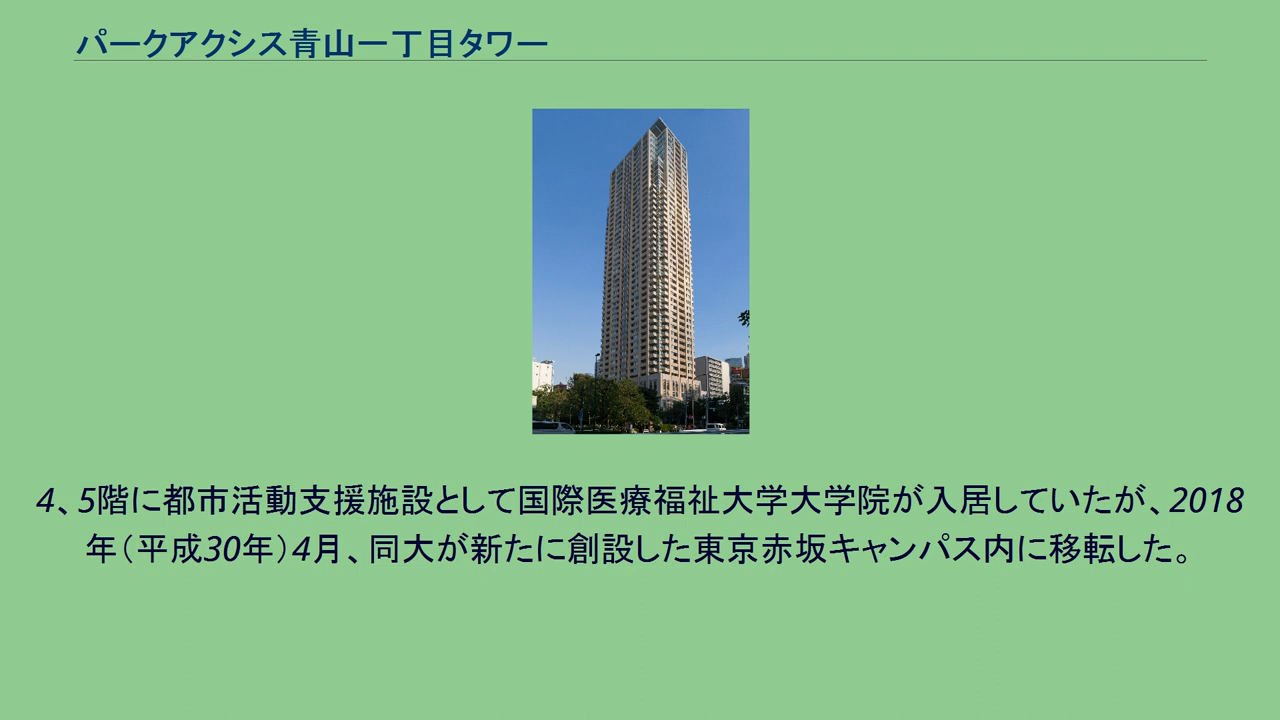 パークアクシス青山一丁目タワー
4、5階に都市活動支援施設として国際医療福祉大学大学院が入居していたが、2018
年（平成30年）4月、同大が新たに創設した東京赤坂キャンパス内に移転した。